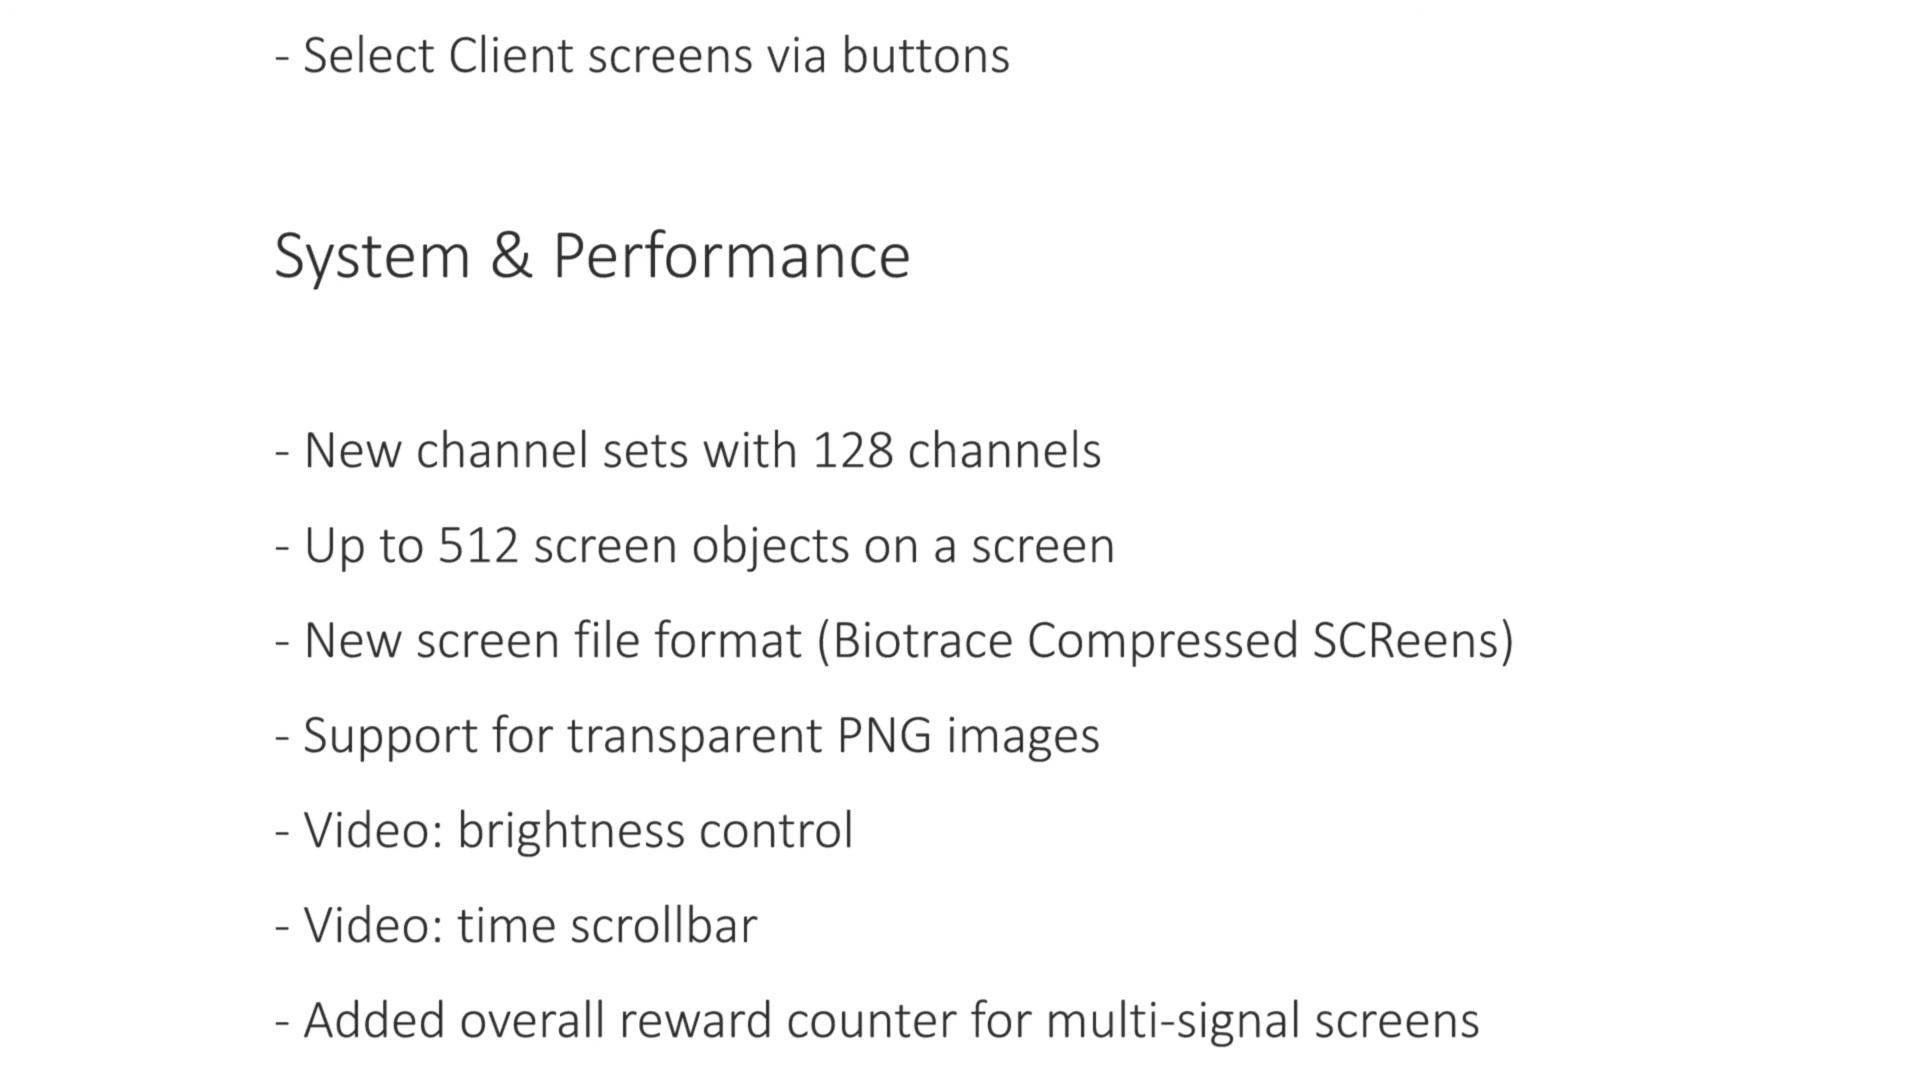 - Select Client screens via buttons
System & Performance
- New channel sets with 128 channels
- Up to 512 screen objects on a screen
- New screen file format (Biotrace Compressed SCReens)
- Support for transparent PNG images
- Video: brightness control
- Video: time scrollbar
- Added overall reward counter for multi-signal screens